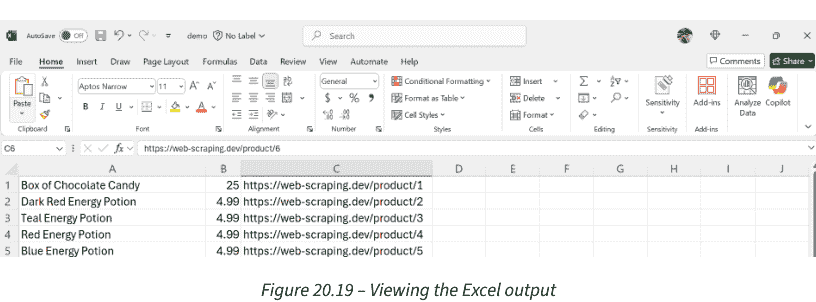 AutoSave Off demo No Label Search
File Home Insert Draw Page Layout Formulas Data Review View Automate Help Comments Share
Paste Aptos Narrow 11 A A General Conditional Formatting Insert Sensitivity Add-ins Analyze Data Copilot
B I U A $ % , Format as Table Delete
Cell Styles Format
Clipboard Font Alignment Number Styles Cells Editing Sensitivity Add-ins
C6 fx https://web-scraping.dev/product/6
A B C D E F G H I J
1 Box of Chocolate Candy 25 https://web-scraping.dev/product/1
2 Dark Red Energy Potion 4.99 https://web-scraping.dev/product/2
3 Teal Energy Potion 4.99 https://web-scraping.dev/product/3
4 Red Energy Potion 4.99 https://web-scraping.dev/product/4
5 Blue Energy Potion 4.99 https://web-scraping.dev/product/5
Figure 20.19 – Viewing the Excel output